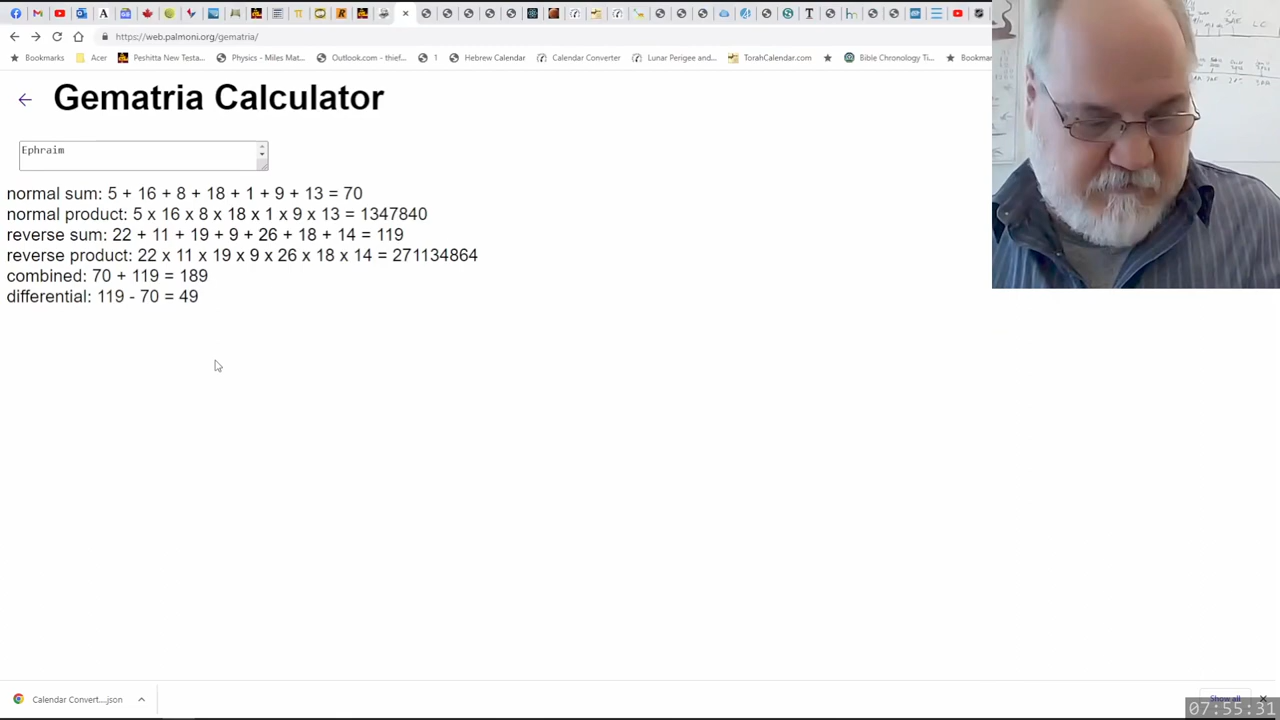 https://web.palmoni.org/gematria/
Bookmarks Acer Peshitta New Testa... Physics - Miles Mat... Outlook.com - thief... 1 Hebrew Calendar Calendar Converter Lunar Perigee and... TorahCalendar.com Bible Chronology Ti... Bookmar
Gematria Calculator
Ephraim
normal sum: 5 + 16 + 8 + 18 + 1 + 9 + 13 = 70
normal product: 5 x 16 x 8 x 18 x 1 x 9 x 13 = 1347840
reverse sum: 22 + 11 + 19 + 9 + 26 + 18 + 14 = 119
reverse product: 22 x 11 x 19 x 9 x 26 x 18 x 14 = 271134864
combined: 70 + 119 = 189
differential: 119 - 70 = 49
Calendar Convert....json
Show all
07:55:31